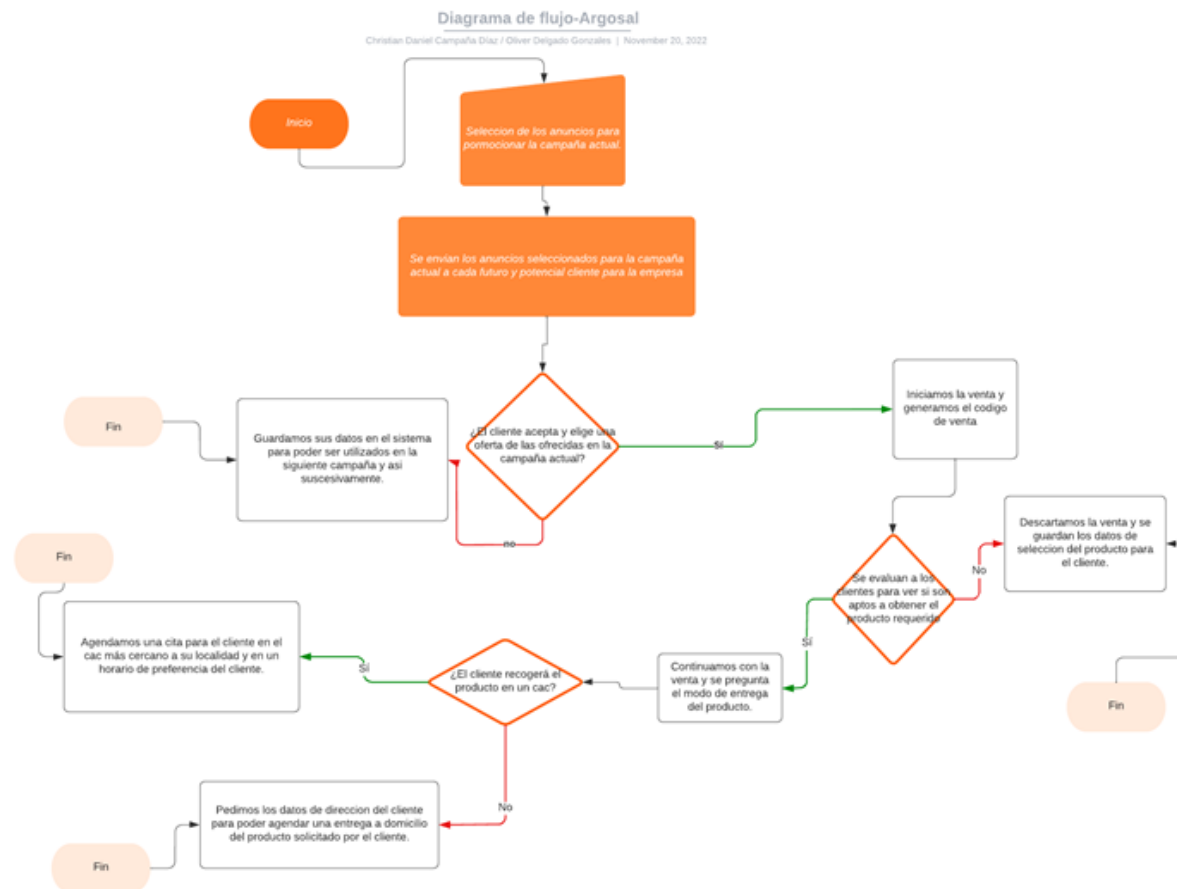 Diagrama de flujo-Argosal
Christian Daniel Campaña Díaz / Oliver Delgado Gonzales | November 20, 2022
Inicio
Seleccion de los anuncios para
pormocionar la campaña actual.
Se envian los anuncios seleccionados para la campaña
actual a cada futuro y potencial cliente para la empresa
¿El cliente acepta y elige una
oferta de las ofrecidas en la
campaña actual?
Sí
no
Guardamos sus datos en el sistema
para poder ser utilizados en la
siguiente campaña y asi
suscesivamente.
Fin
Iniciamos la venta y
generamos el codigo
de venta
Se evaluan a los
clientes para ver si son
aptos a obtener el
producto requerido
No
Descartamos la venta y se
guardan los datos de
seleccion del producto para
el cliente.
Fin
Sí
Continuamos con la
venta y se pregunta
el modo de entrega
del producto.
¿El cliente recogerá el
producto en un cac?
Sí
Agendamos una cita para el cliente en el
cac más cercano a su localidad y en un
horario de preferencia del cliente.
Fin
No
Pedimos los datos de direccion del cliente
para poder agendar una entrega a domicilio
del producto solicitado por el cliente.
Fin